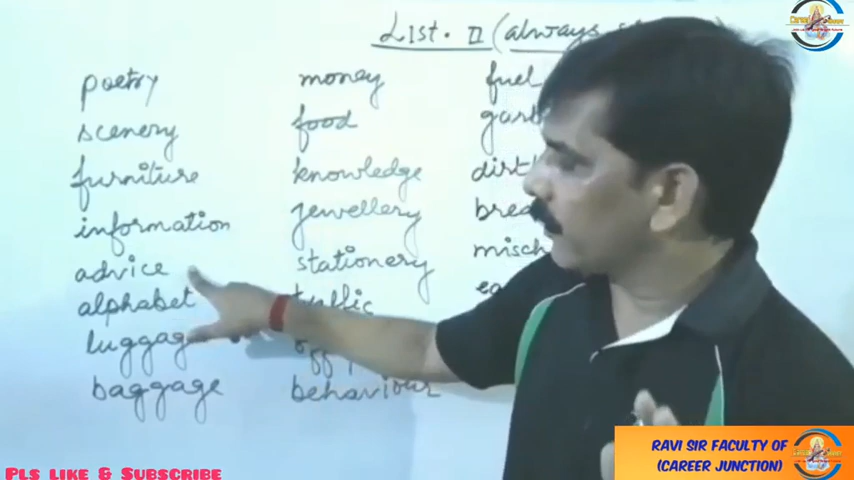 List. II (always
poetry money fuel
scenery food
furniture knowledge dirt
information jewellery
advice stationery
alphabet traffic
luggage
baggage behaviour
RAVI SIR FACULTY OF
(CAREER JUNCTION)
PLS LIKE & SUBSCRIBE